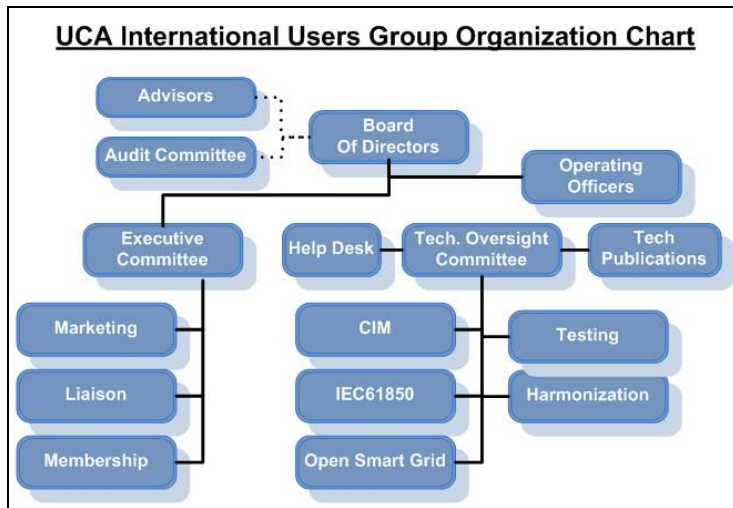 UCA International Users Group Organization Chart
Advisors
Board
Of Directors
Audit Committee
Operating
Officers
Executive
Committee
Help Desk
Tech. Oversight
Committee
Tech
Publications
Marketing
CIM
Testing
Liaison
IEC61850
Harmonization
Membership
Open Smart Grid